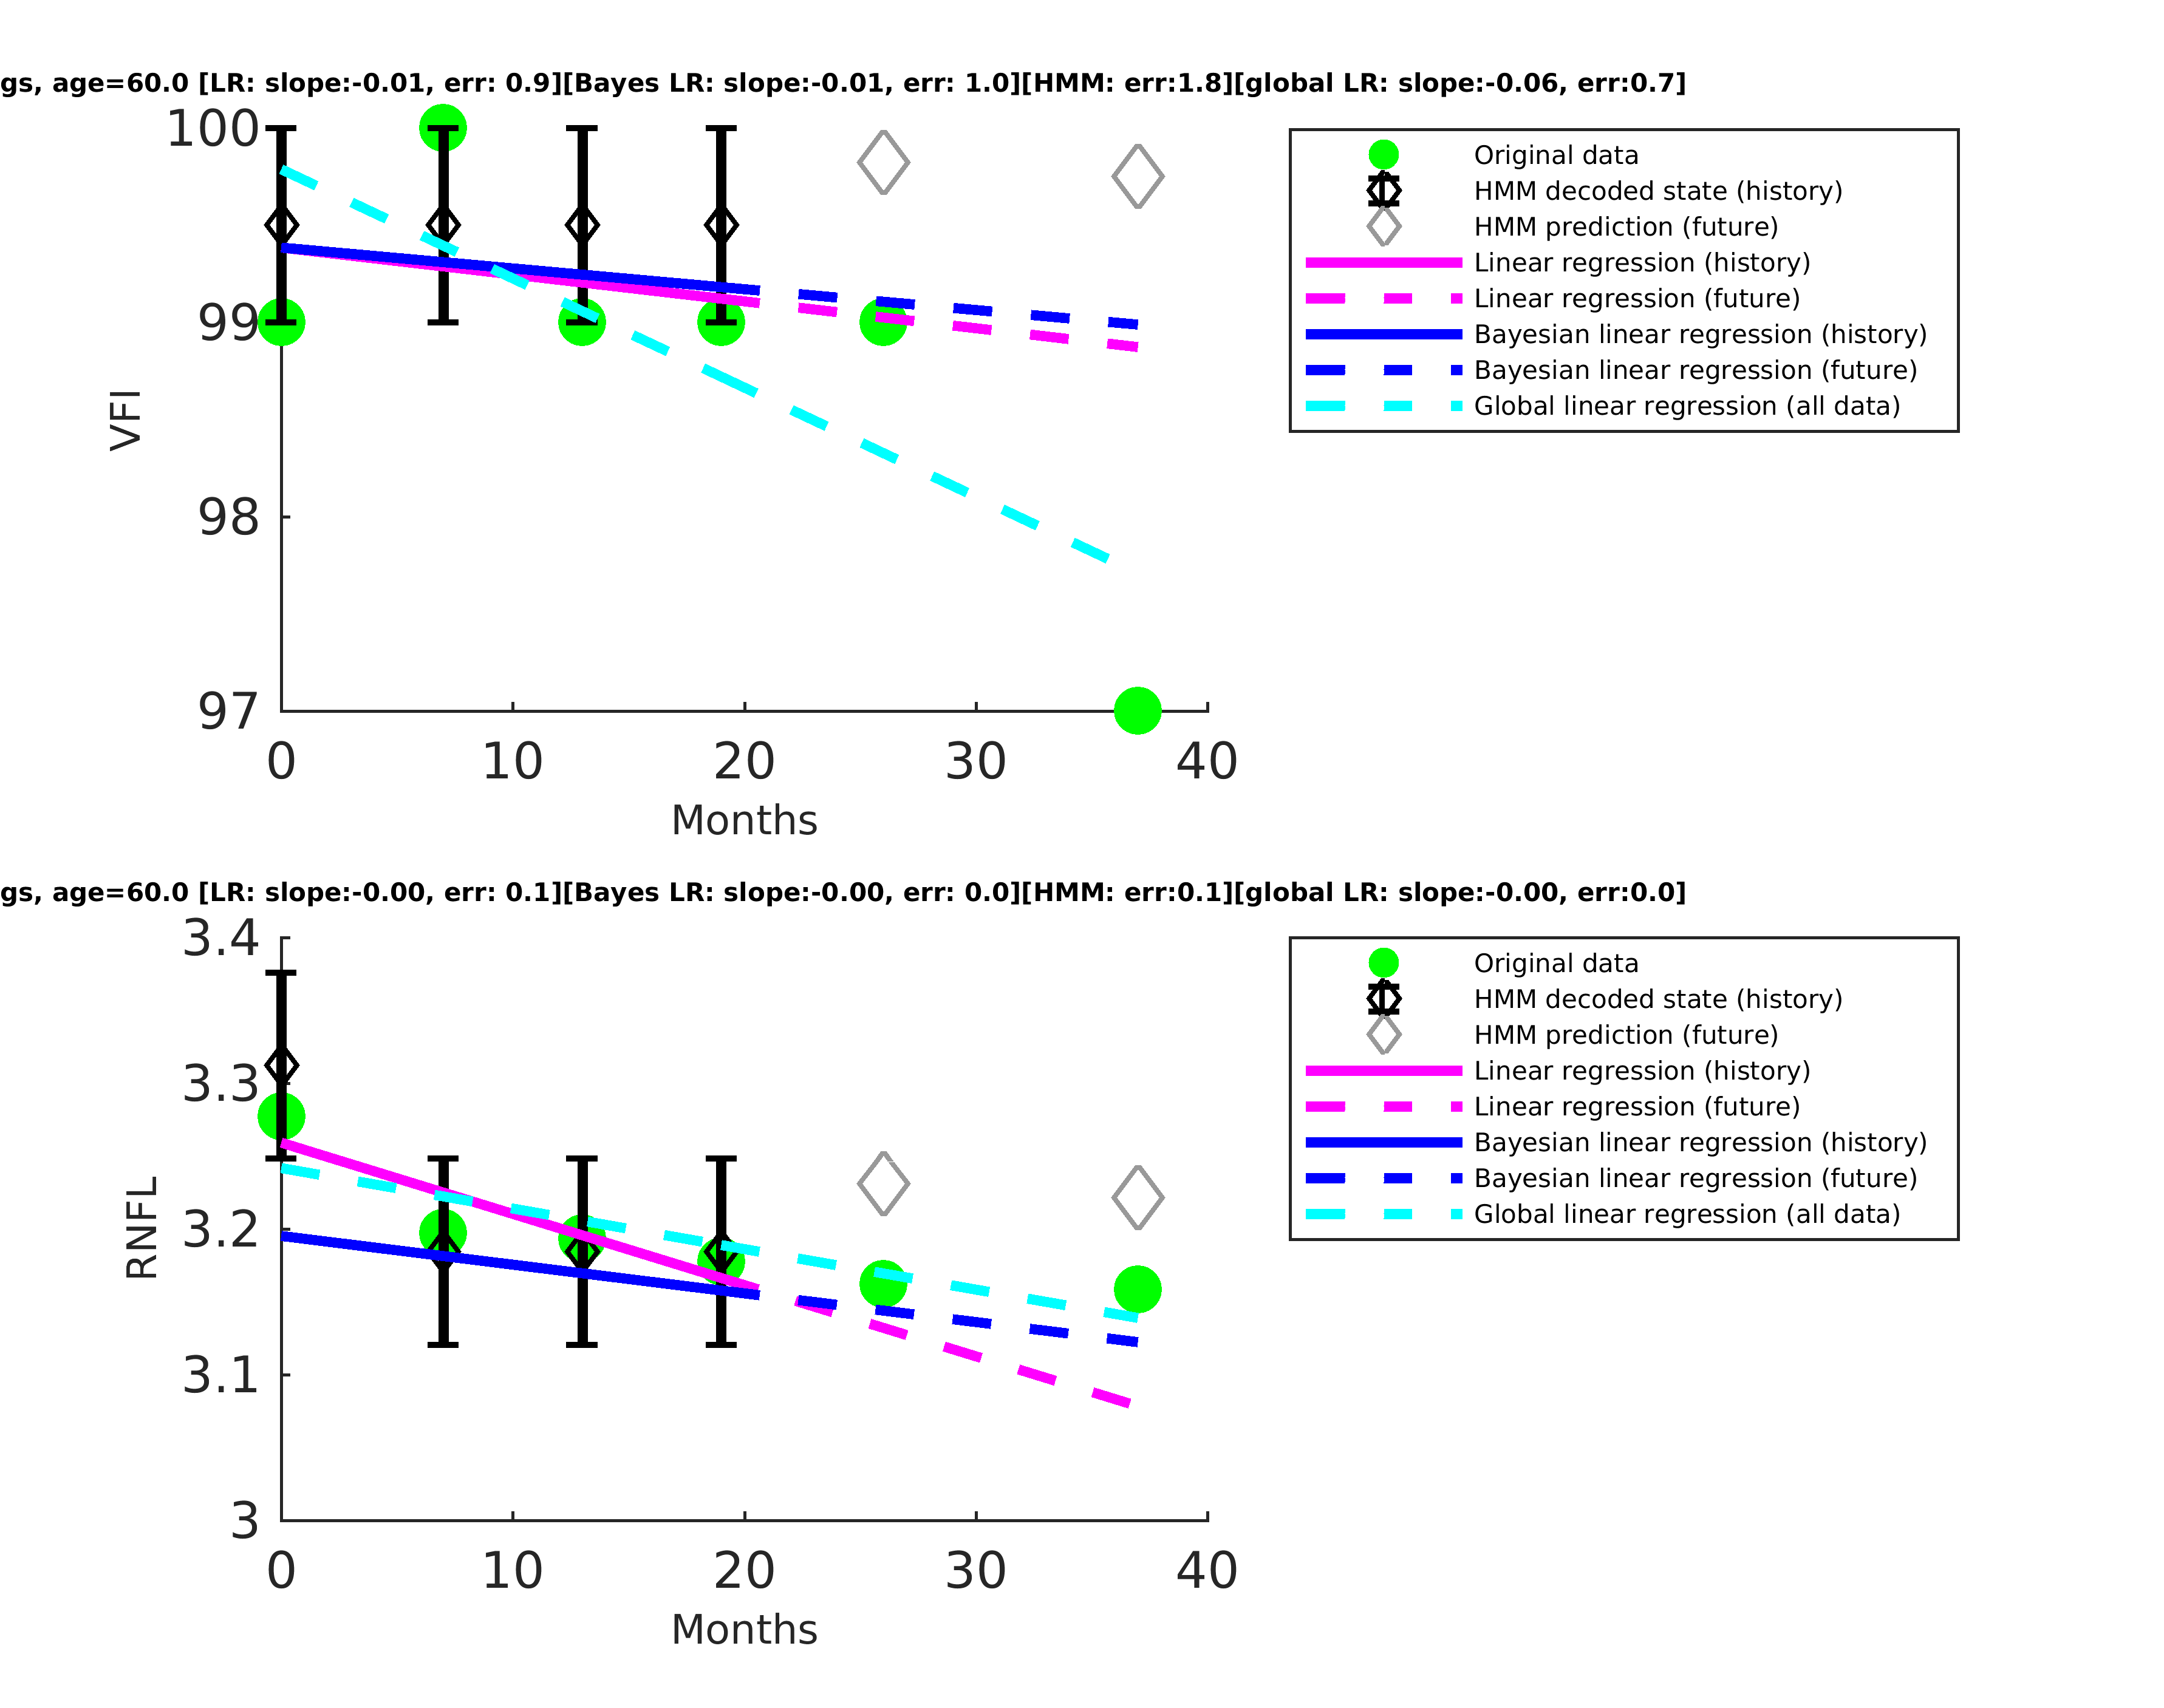 gs, age=60.0 [LR: slope:-0.01, err: 0.9][Bayes LR: slope:-0.01, err: 1.0][HMM: err:1.8][global LR: slope:-0.06, err:0.7]
100
99
98
97
VFI
0 10 20 30 40
Months
Original data
HMM decoded state (history)
HMM prediction (future)
Linear regression (history)
Linear regression (future)
Bayesian linear regression (history)
Bayesian linear regression (future)
Global linear regression (all data)
gs, age=60.0 [LR: slope:-0.00, err: 0.1][Bayes LR: slope:-0.00, err: 0.0][HMM: err:0.1][global LR: slope:-0.00, err:0.0]
3.4
3.3
3.2
3.1
3
RNFL
0 10 20 30 40
Months
Original data
HMM decoded state (history)
HMM prediction (future)
Linear regression (history)
Linear regression (future)
Bayesian linear regression (history)
Bayesian linear regression (future)
Global linear regression (all data)